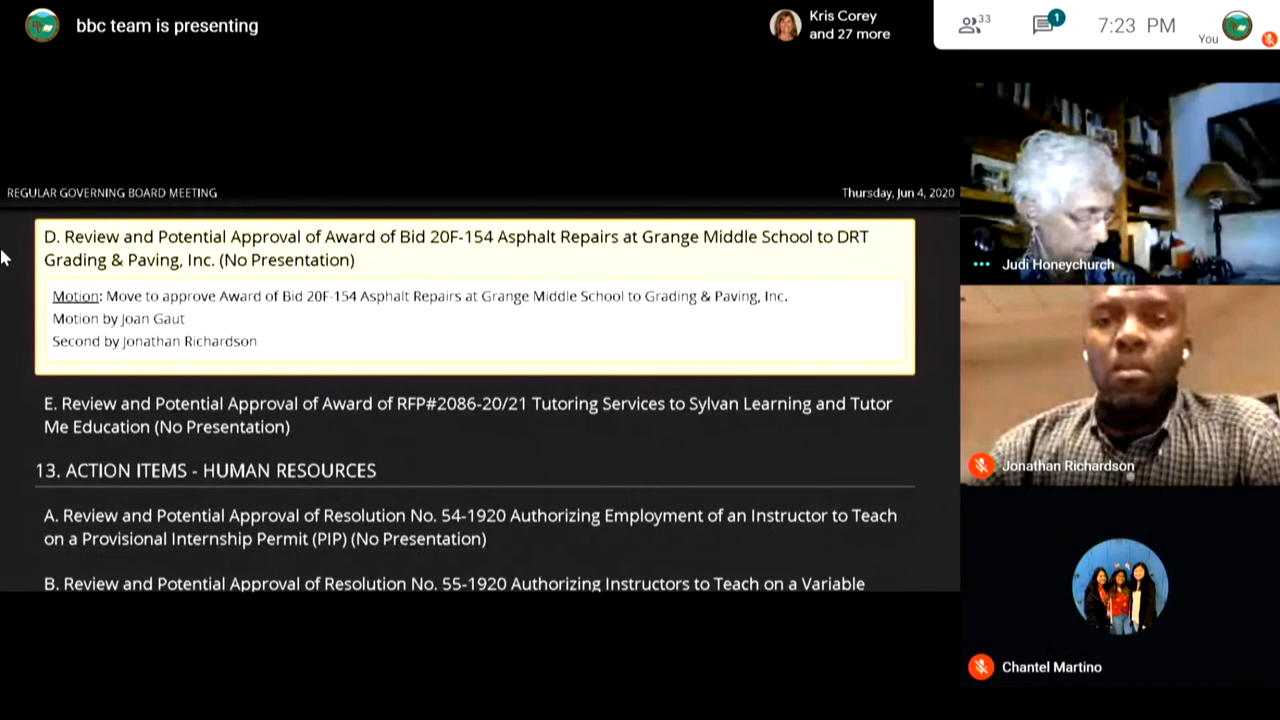 bbc team is presenting
Kris Corey
and 27 more
33
1
7:23 PM
You
REGULAR GOVERNING BOARD MEETING
Thursday, Jun 4, 2020
D. Review and Potential Approval of Award of Bid 20F-154 Asphalt Repairs at Grange Middle School to DRT
Grading & Paving, Inc. (No Presentation)
Motion: Move to approve Award of Bid 20F-154 Asphalt Repairs at Grange Middle School to Grading & Paving, Inc.
Motion by Joan Gaut
Second by Jonathan Richardson
E. Review and Potential Approval of Award of RFP#2086-20/21 Tutoring Services to Sylvan Learning and Tutor
Me Education (No Presentation)
13. ACTION ITEMS - HUMAN RESOURCES
A. Review and Potential Approval of Resolution No. 54-1920 Authorizing Employment of an Instructor to Teach
on a Provisional Internship Permit (PIP) (No Presentation)
B. Review and Potential Approval of Resolution No. 55-1920 Authorizing Instructors to Teach on a Variable
Judi Honeychurch
Jonathan Richardson
Chantel Martino